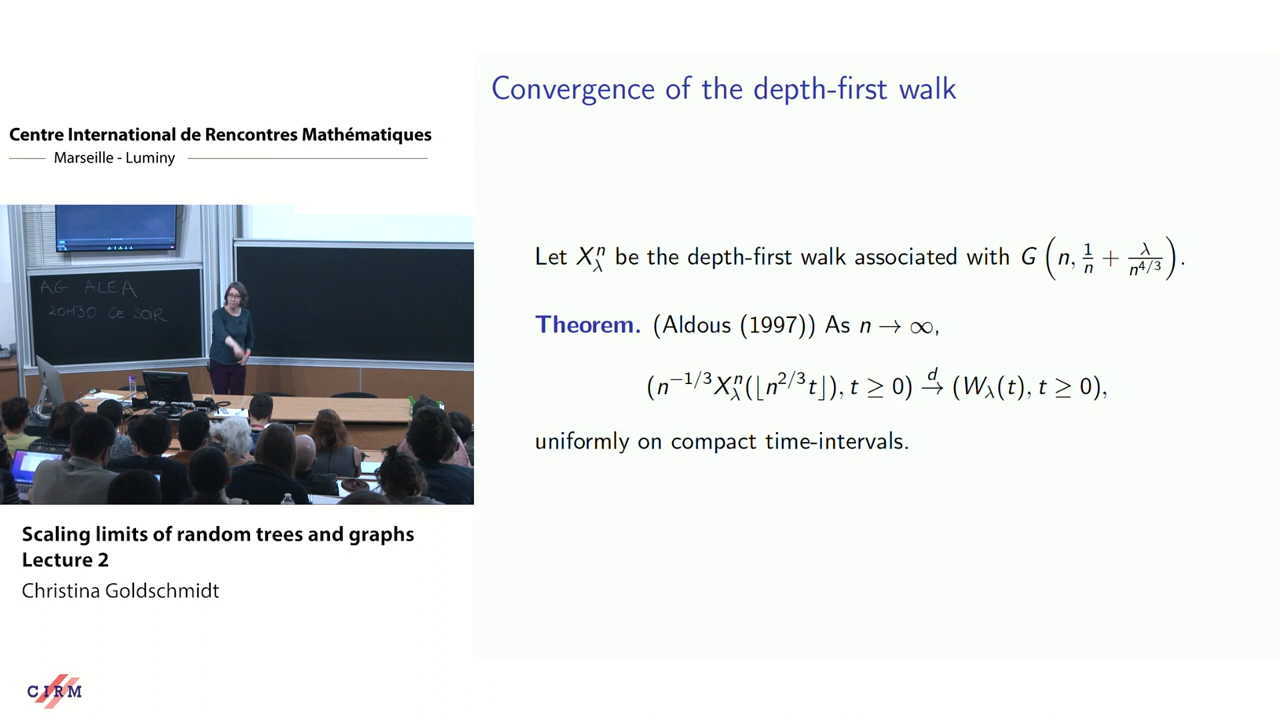 Centre International de Rencontres Mathématiques
Marseille - Luminy
AG ALEA
20H30 CE SOIR
Scaling limits of random trees and graphs
Lecture 2
Christina Goldschmidt
CIRM
Convergence of the depth-first walk
Let X_λ^n be the depth-first walk associated with G(n, 1/n + λ/n^{4/3}).
Theorem. (Aldous (1997)) As n → ∞,
(n^{-1/3}X_λ^n(⌊n^{2/3}t⌋), t ≥ 0) →^d (W_λ(t), t ≥ 0),
uniformly on compact time-intervals.